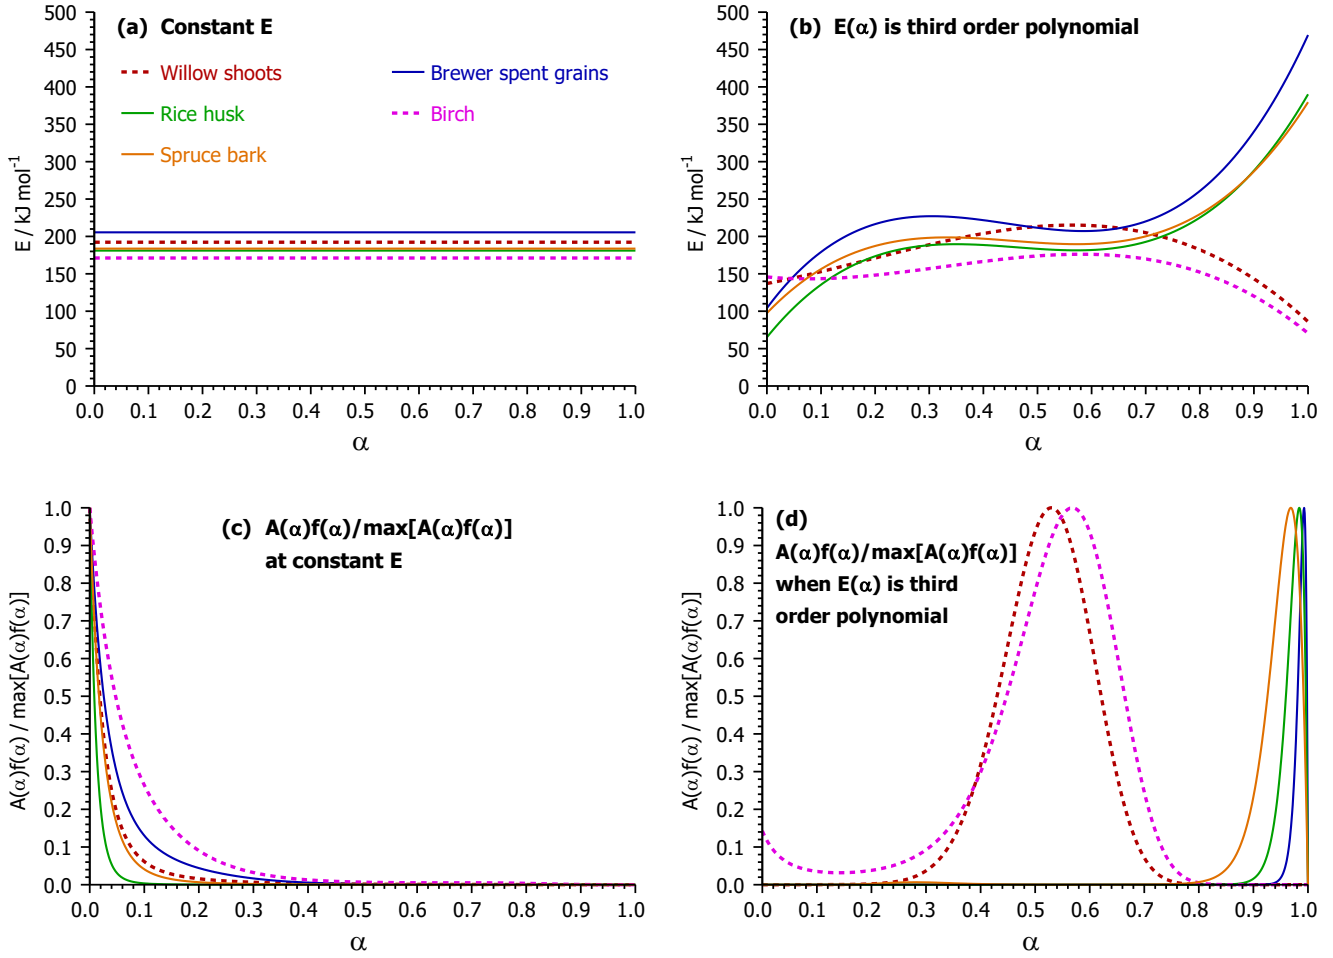 (a) Constant E
Willow shoots
Brewer spent grains
Rice husk
Birch
Spruce bark
E / kJ mol⁻¹
500
450
400
350
300
250
200
150
100
50
0
0.0 0.1 0.2 0.3 0.4 0.5 0.6 0.7 0.8 0.9 1.0
α
(b) E(α) is third order polynomial
E / kJ mol⁻¹
500
450
400
350
300
250
200
150
100
50
0
0.0 0.1 0.2 0.3 0.4 0.5 0.6 0.7 0.8 0.9 1.0
α
(c) A(α)f(α)/max[A(α)f(α)]
at constant E
A(α)f(α) / max[A(α)f(α)]
1.0
0.9
0.8
0.7
0.6
0.5
0.4
0.3
0.2
0.1
0.0
0.0 0.1 0.2 0.3 0.4 0.5 0.6 0.7 0.8 0.9 1.0
α
(d)
A(α)f(α)/max[A(α)f(α)]
when E(α) is third
order polynomial
A(α)f(α) / max[A(α)f(α)]
1.0
0.9
0.8
0.7
0.6
0.5
0.4
0.3
0.2
0.1
0.0
0.0 0.1 0.2 0.3 0.4 0.5 0.6 0.7 0.8 0.9 1.0
α